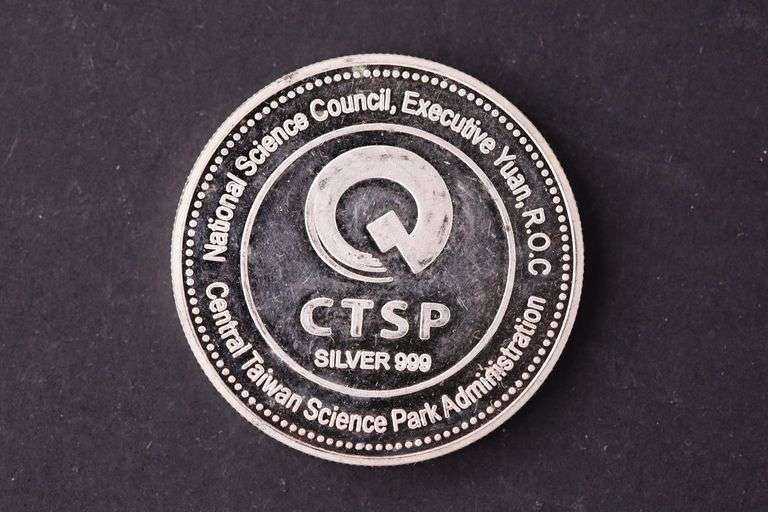 National Science Council, Executive Yuan, R.O.C
CTSP
SILVER 999
Central Taiwan Science Park Administration